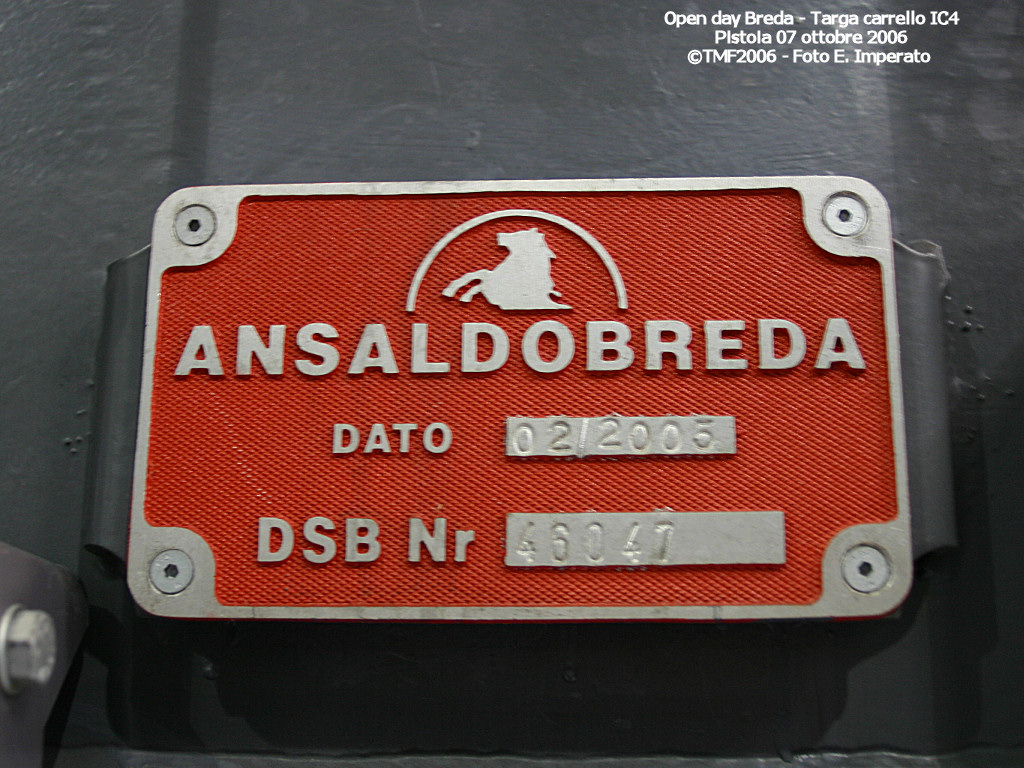 Open day Breda - Targa carrello IC4
PIstoia 07 ottobre 2006
©TMF2006 - Foto E. Imperato
ANSALDOBREDA
DATO 02/2005
DSB Nr 46047